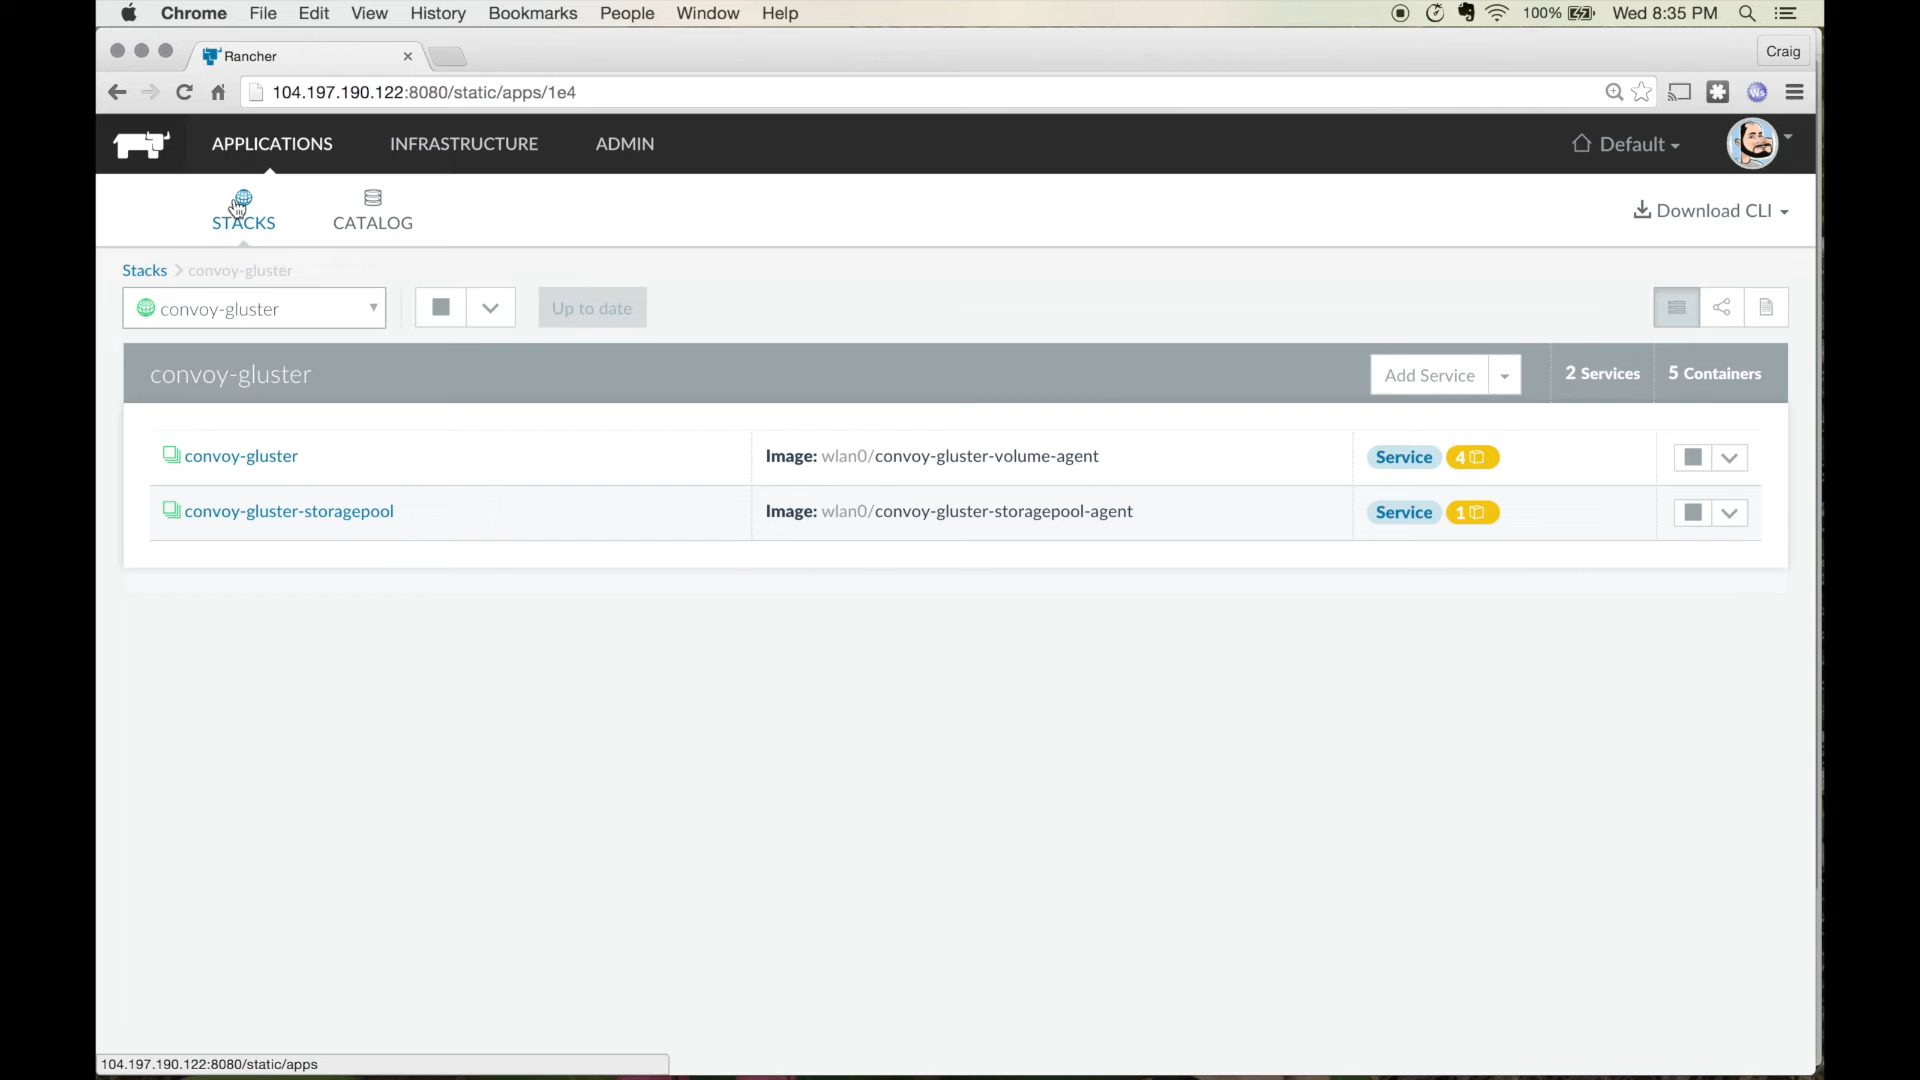 Chrome File Edit View History Bookmarks People Window Help 100% Wed 8:35 PM
Rancher Craig
104.197.190.122:8080/static/apps/1e4
APPLICATIONS INFRASTRUCTURE ADMIN Default
STACKS CATALOG Download CLI
Stacks convoy-gluster
convoy-gluster Up to date
convoy-gluster Add Service 2 Services 5 Containers
convoy-gluster Image: wlan0/convoy-gluster-volume-agent Service 4
convoy-gluster-storagepool Image: wlan0/convoy-gluster-storagepool-agent Service 1
104.197.190.122:8080/static/apps